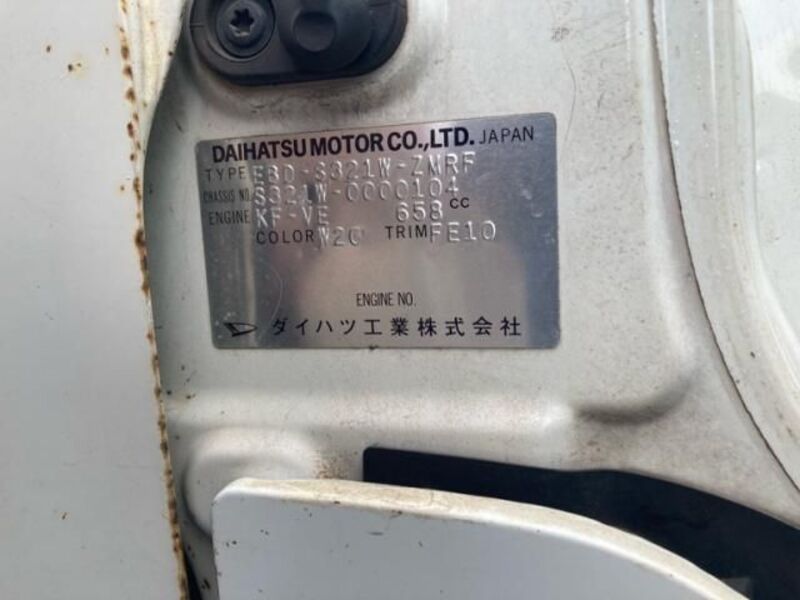 DAIHATSU MOTOR CO.,LTD. JAPAN
TYPE EBD-S321W-ZMRF
CHASSIS NO. S321W-0000104
ENGINE KF-VE 658 CC
COLOR W20 TRIM FE10
ENGINE NO.
ダイハツ工業株式会社